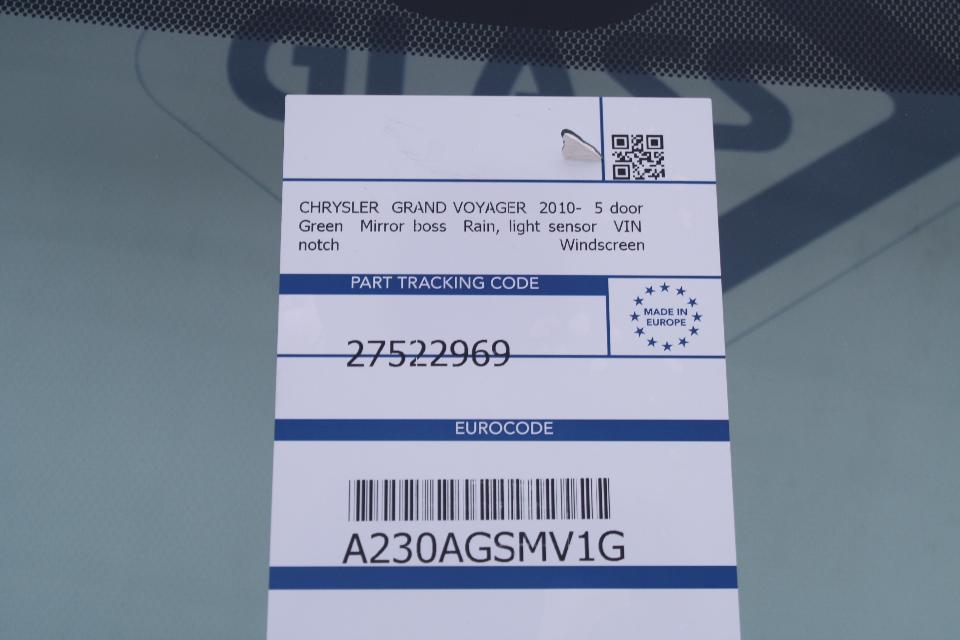 GLASS
CHRYSLER GRAND VOYAGER 2010- 5 door
Green Mirror boss Rain, light sensor VIN
notch Windscreen
PART TRACKING CODE
MADE IN
EUROPE
27522969
EUROCODE
A230AGSMV1G